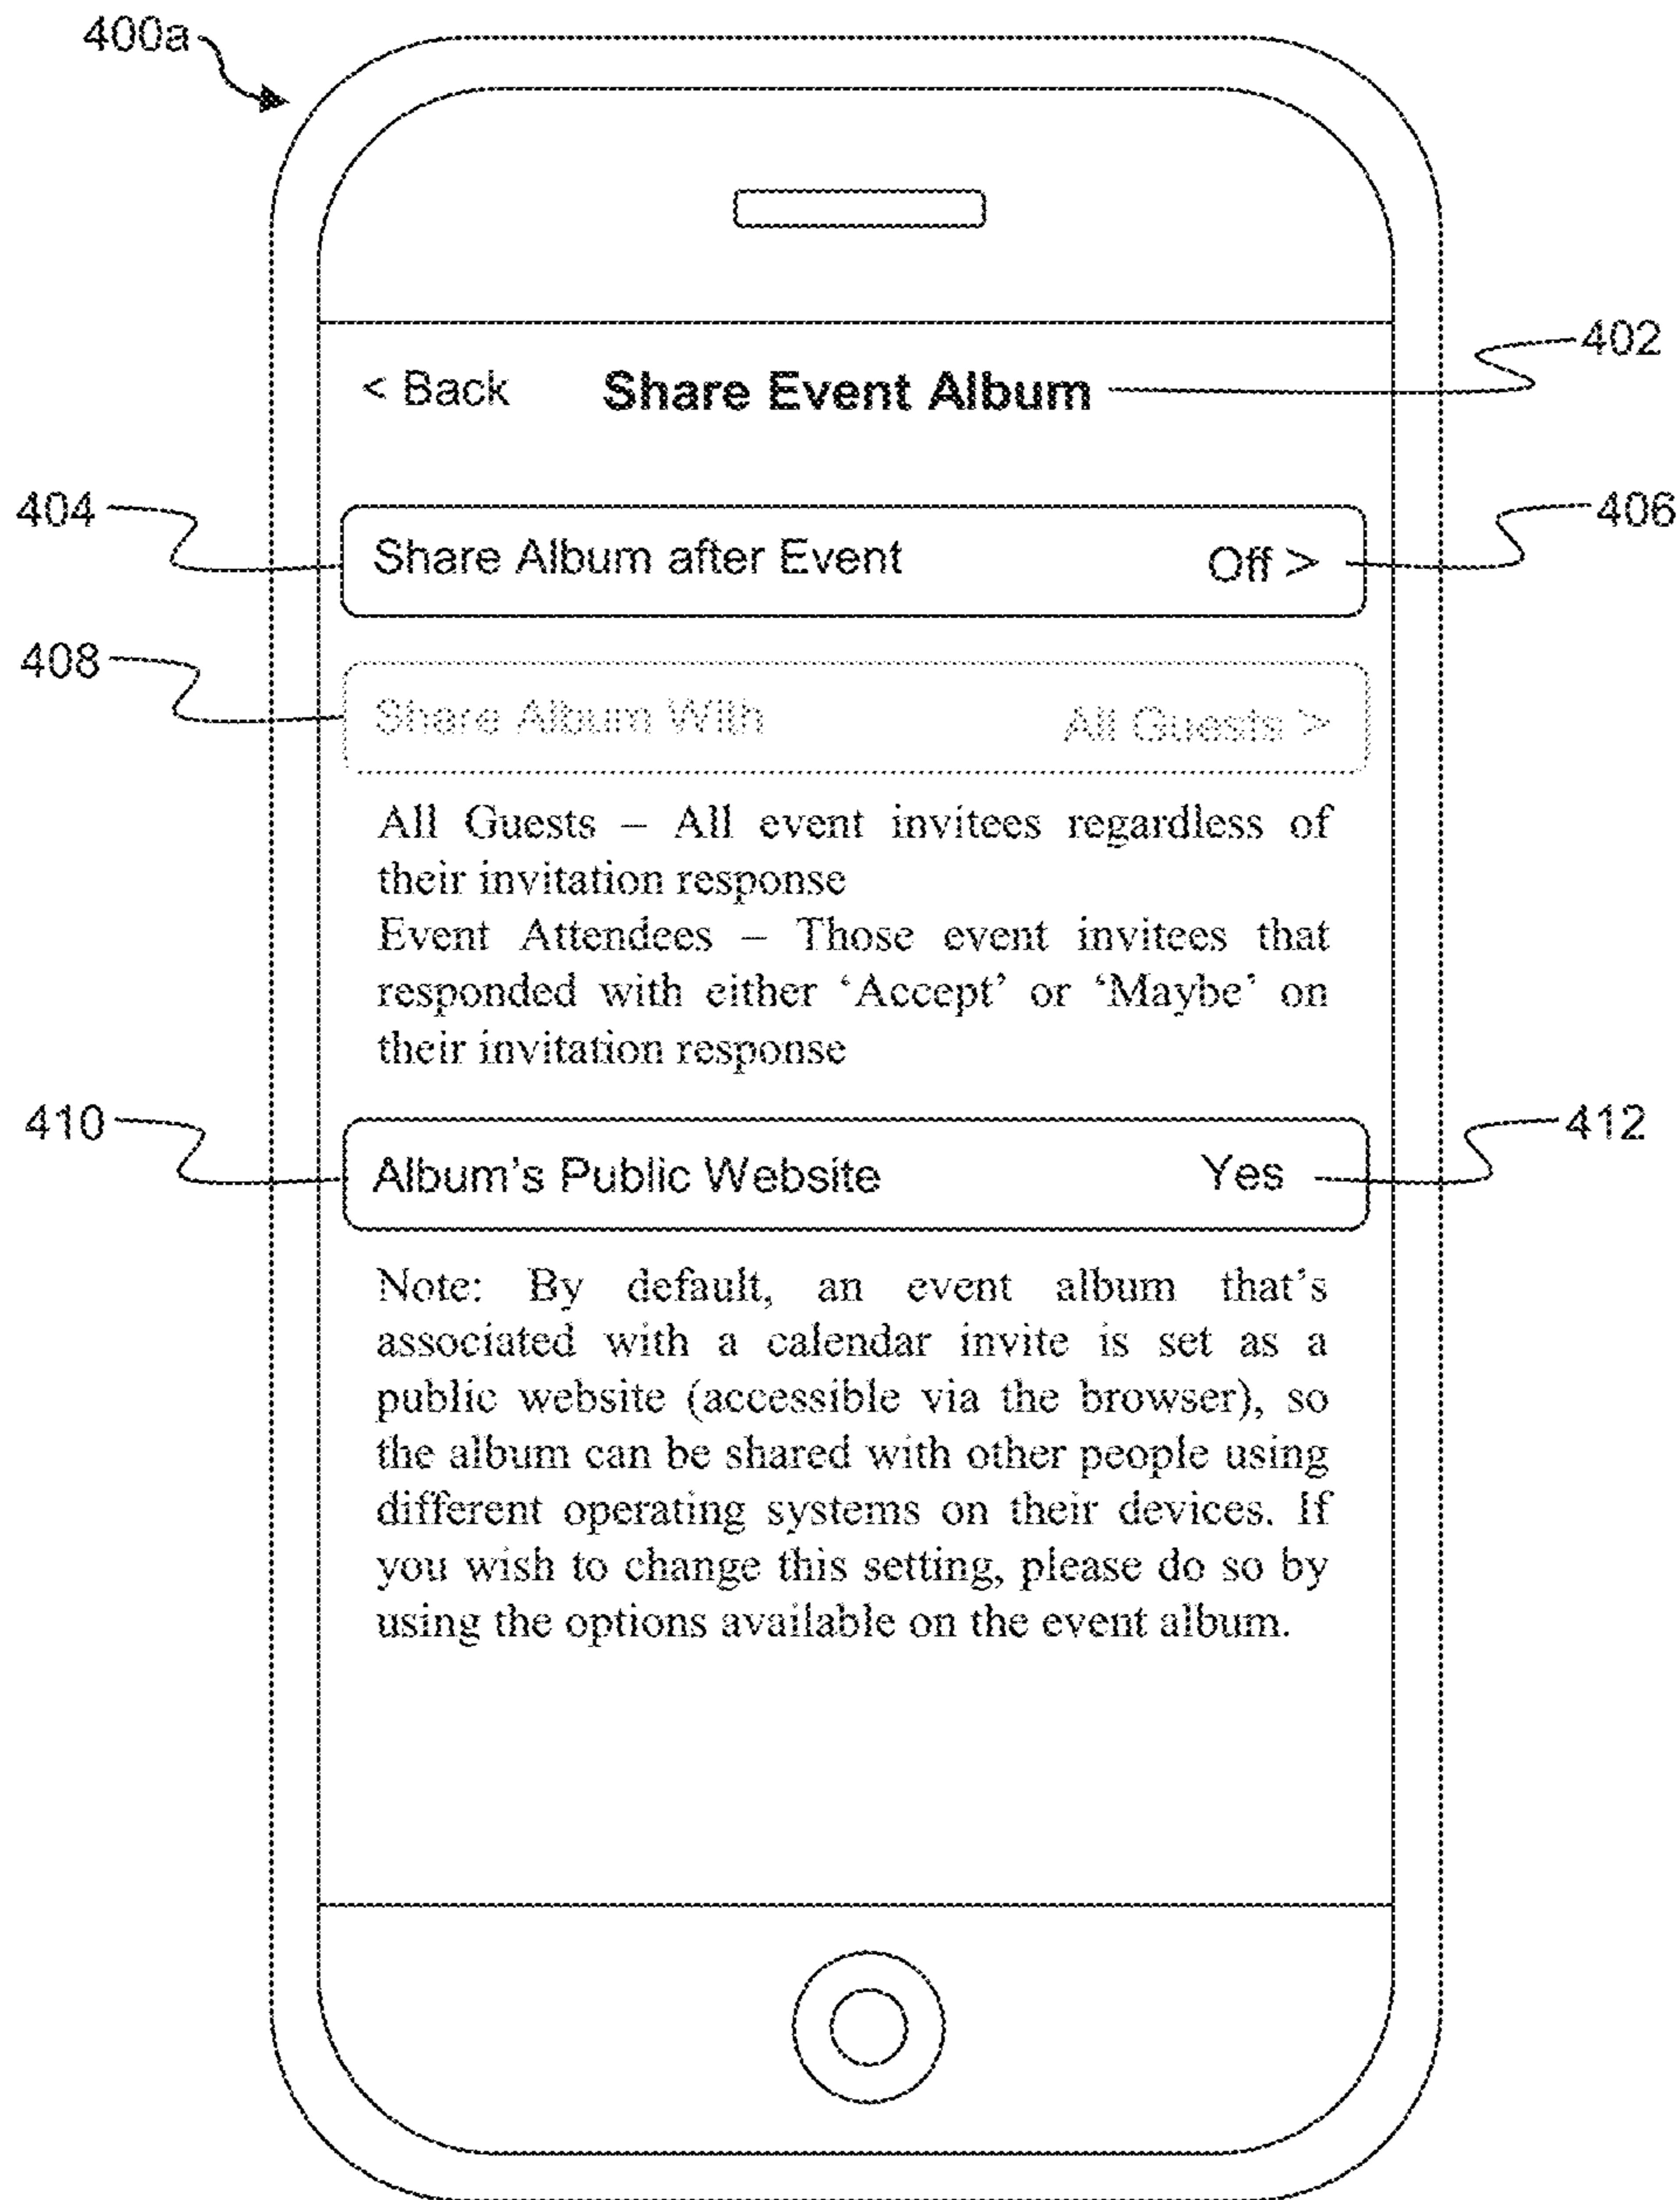 400a
402
< Back Share Event Album
404
406
Share Album after Event Off >
408
Share Album With All Guests >
All Guests – All event invitees regardless of
their invitation response
Event Attendees – Those event invitees that
responded with either ‘Accept’ or ‘Maybe’ on
their invitation response
410
412
Album’s Public Website Yes
Note: By default, an event album that’s
associated with a calendar invite is set as a
public website (accessible via the browser), so
the album can be shared with other people using
different operating systems on their devices. If
you wish to change this setting, please do so by
using the options available on the event album.